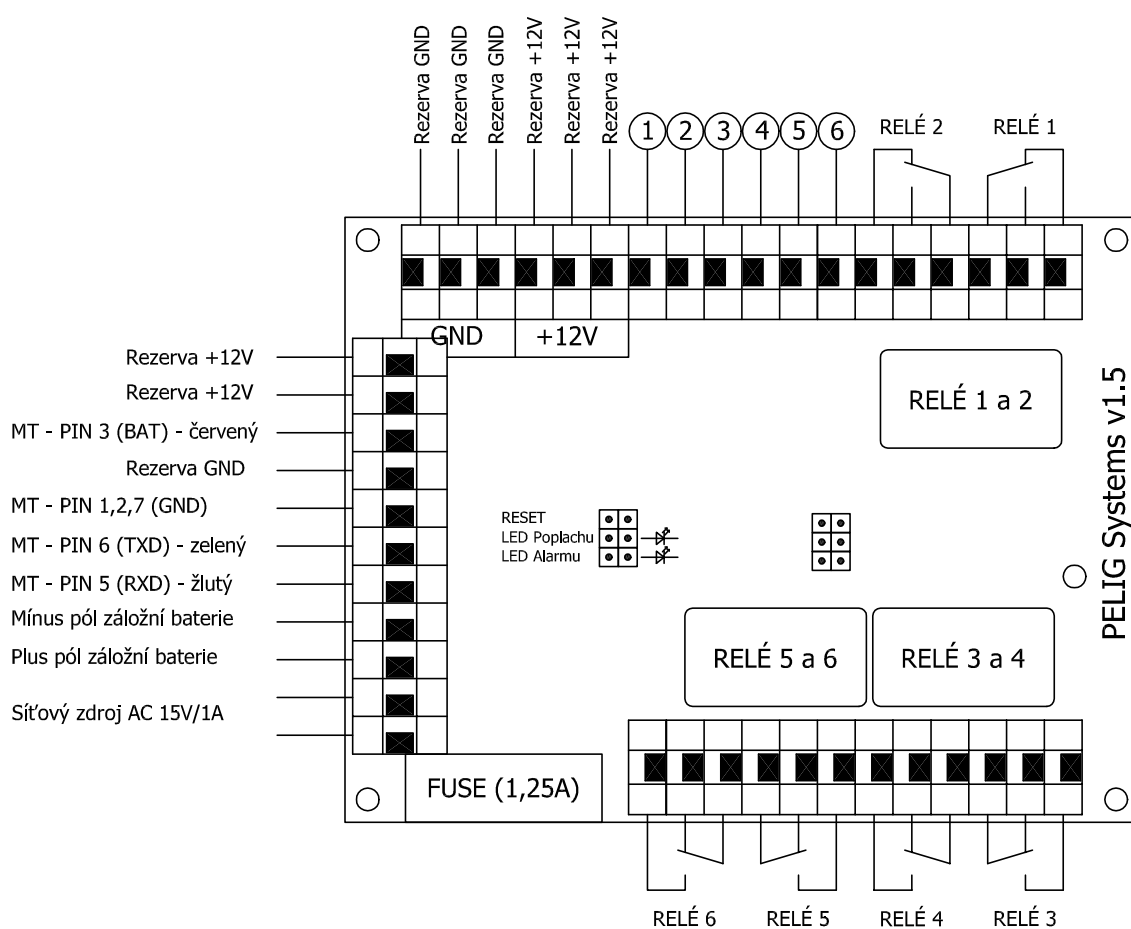 Rezerva GND
Rezerva GND
Rezerva GND
Rezerva +12V
Rezerva +12V
Rezerva +12V
1
2
3
4
5
6
RELÉ 2
RELÉ 1
GND
+12V
Rezerva +12V
Rezerva +12V
MT - PIN 3 (BAT) - červený
Rezerva GND
MT - PIN 1,2,7 (GND)
MT - PIN 6 (TXD) - zelený
MT - PIN 5 (RXD) - žlutý
Mínus pól záložní baterie
Plus pól záložní baterie
Síťový zdroj AC 15V/1A
RELÉ 1 a 2
PELIG Systems v1.5
RESET
LED Poplachu
LED Alarmu
RELÉ 5 a 6
RELÉ 3 a 4
FUSE (1,25A)
RELÉ 6
RELÉ 5
RELÉ 4
RELÉ 3